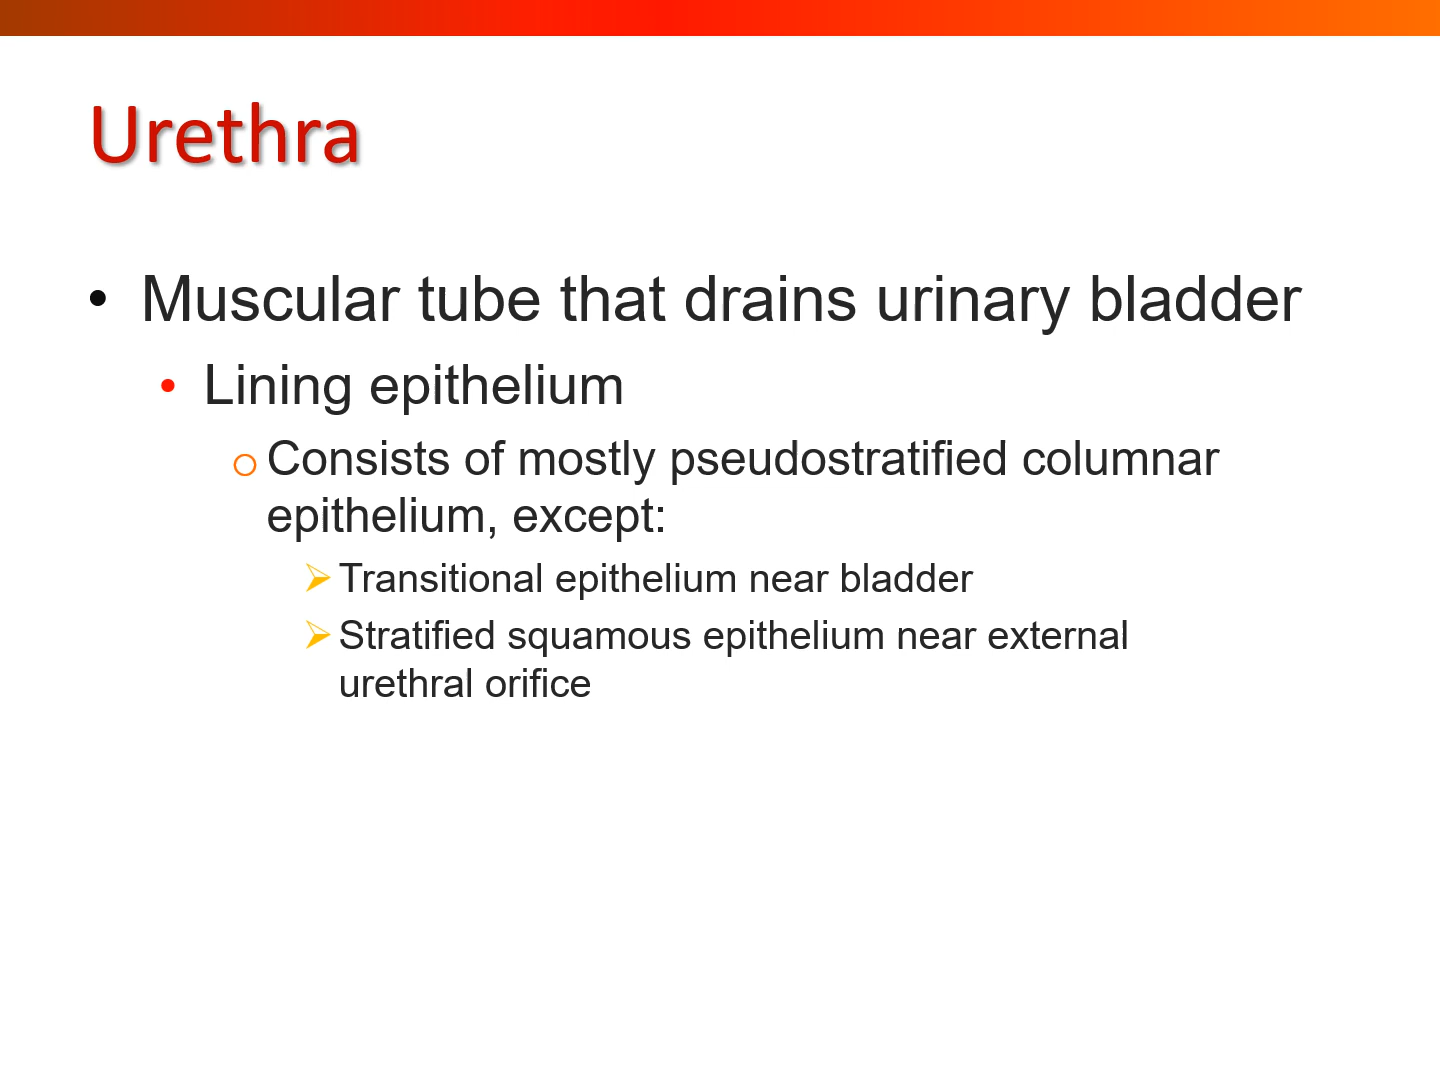 Urethra
• Muscular tube that drains urinary bladder
• Lining epithelium
o Consists of mostly pseudostratified columnar
epithelium, except:
➢ Transitional epithelium near bladder
➢ Stratified squamous epithelium near external
urethral orifice